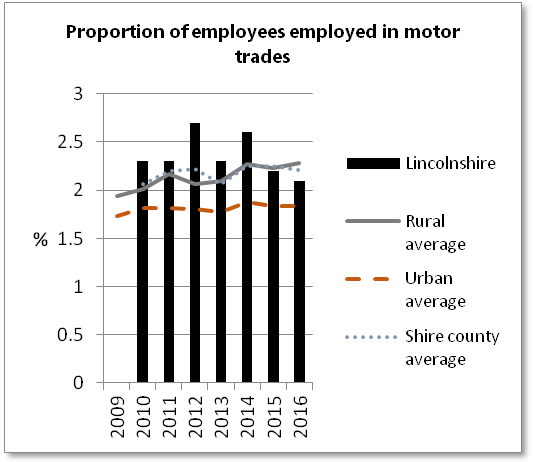 Proportion of employees employed in motor
trades
3
2.5
2
1.5
1
0.5
0
%
2009
2010
2011
2012
2013
2014
2015
2016
Lincolnshire
Rural
average
Urban
average
Shire county
average